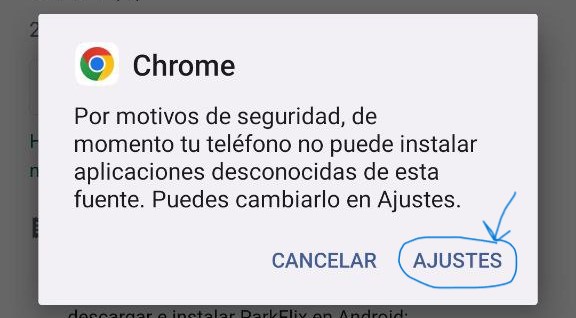 2
Chrome
Por motivos de seguridad, de
momento tu teléfono no puede instalar
aplicaciones desconocidas de esta
fuente. Puedes cambiarlo en Ajustes.
H
n
CANCELAR AJUSTES
descargar e instalar ParkFlix en Android: